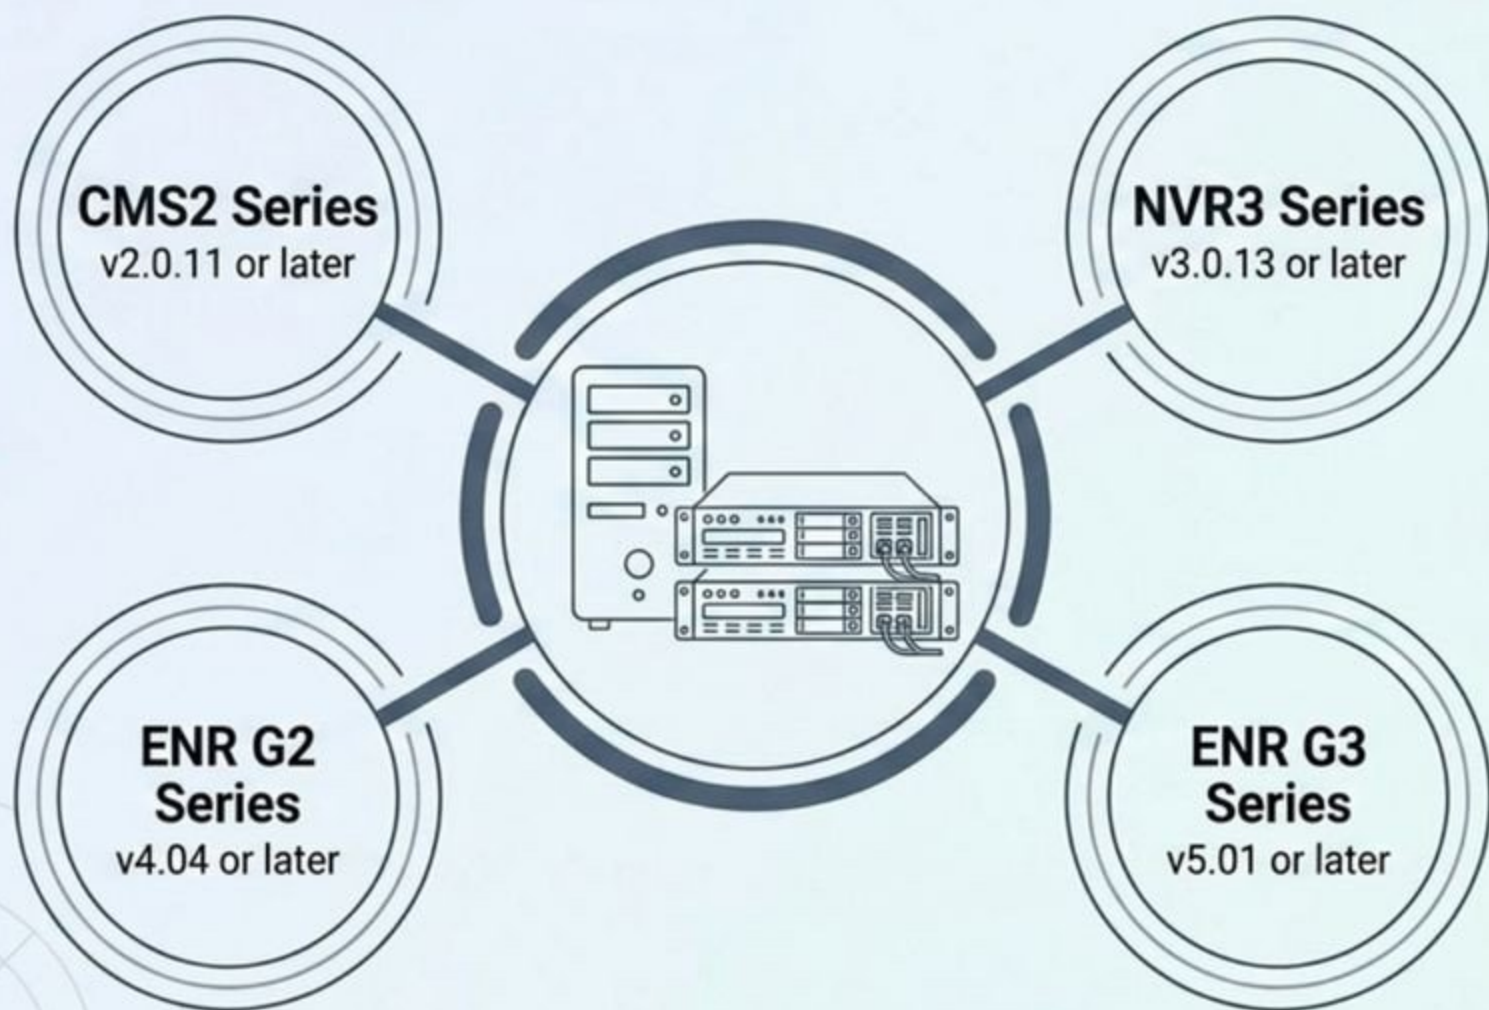 CMS2 Series
v2.0.11 or later
NVR3 Series
v3.0.13 or later
ENR G2
Series
v4.04 or later
ENR G3
Series
v5.01 or later